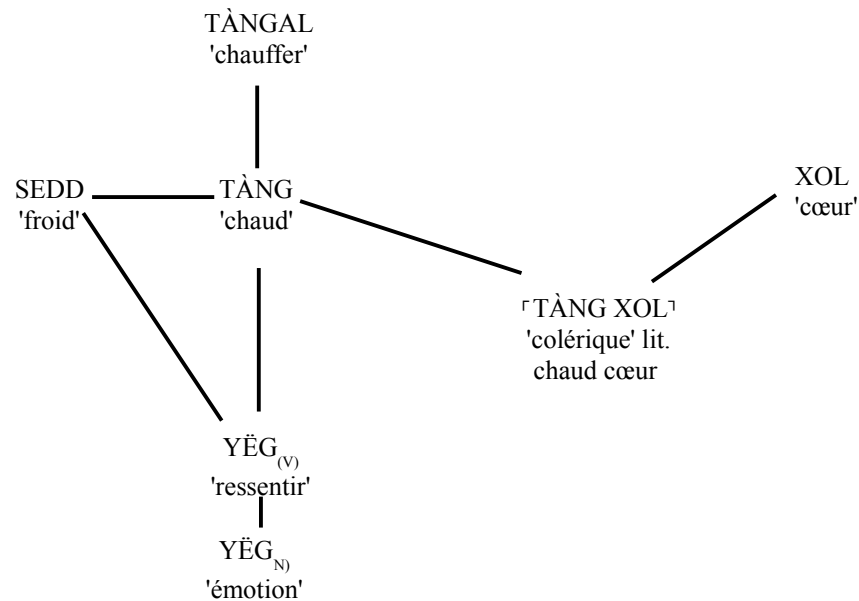 TÀNGAL
'chauffer'
SEDD
'froid'
TÀNG
'chaud'
XOL
'cœur'
⌜TÀNG XOL⌝
'colérique' lit.
chaud cœur
YËG(V)
'ressentir'
YËGN)
'émotion'